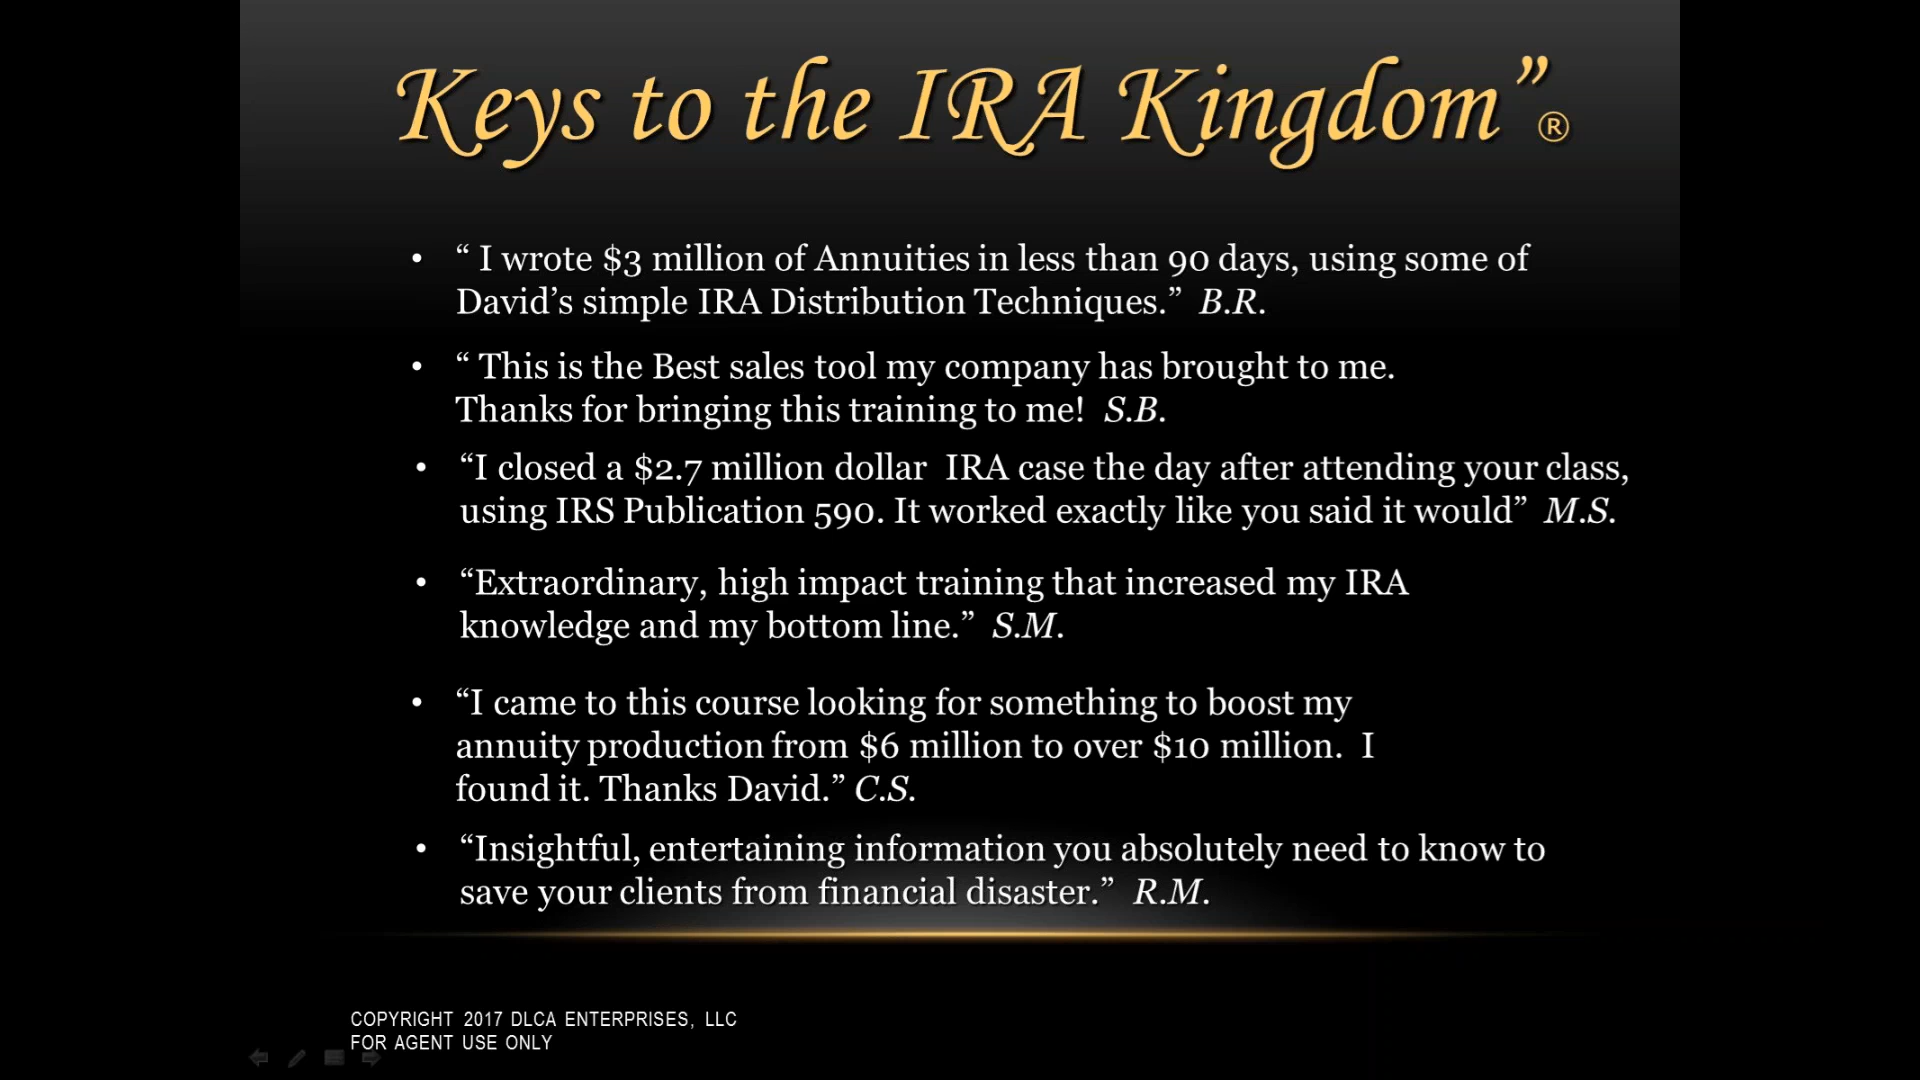 Keys to the IRA Kingdom”®
• “ I wrote $3 million of Annuities in less than 90 days, using some of
David’s simple IRA Distribution Techniques.”  B.R.
• “ This is the Best sales tool my company has brought to me.
Thanks for bringing this training to me!  S.B.
• “I closed a $2.7 million dollar  IRA case the day after attending your class,
using IRS Publication 590. It worked exactly like you said it would”  M.S.
• “Extraordinary, high impact training that increased my IRA
knowledge and my bottom line.”  S.M.
• “I came to this course looking for something to boost my
annuity production from $6 million to over $10 million.  I
found it. Thanks David.” C.S.
• “Insightful, entertaining information you absolutely need to know to
save your clients from financial disaster.”  R.M.
COPYRIGHT 2017 DLCA ENTERPRISES, LLC
FOR AGENT USE ONLY